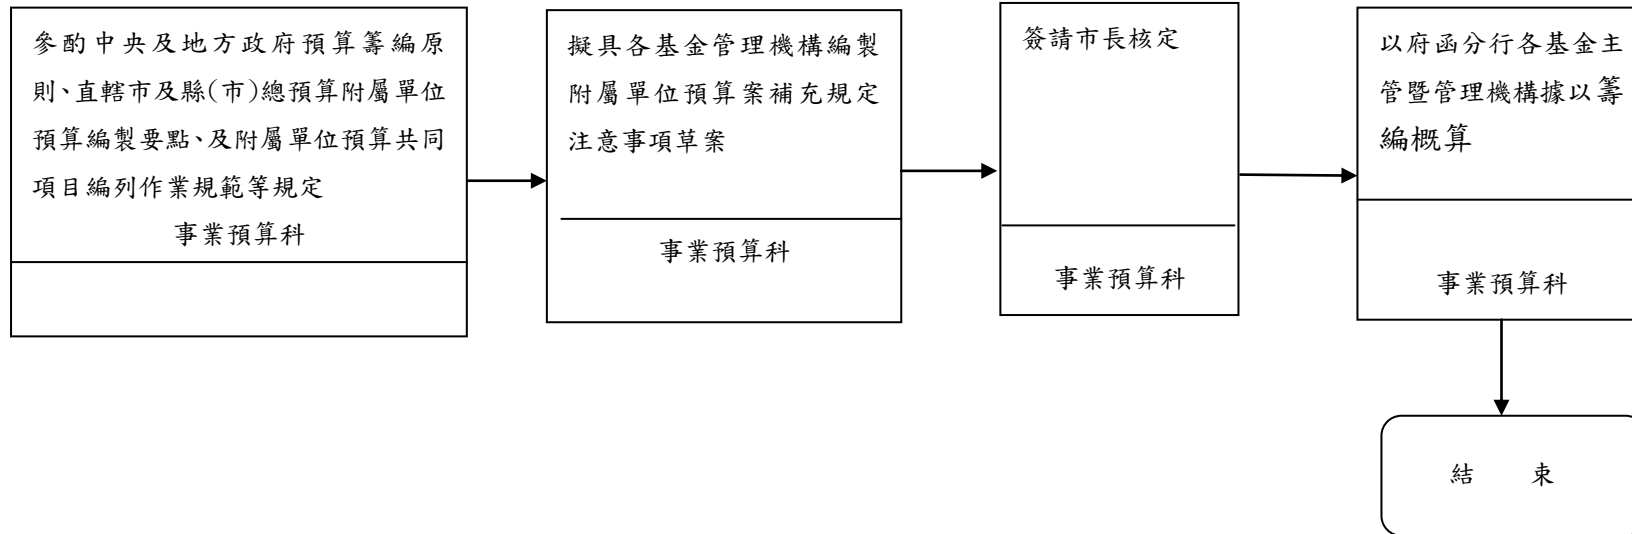 參酌中央及地方政府預算籌編原
則、直轄市及縣(市)總預算附屬單位
預算編製要點、及附屬單位預算共同
項目編列作業規範等規定
事業預算科
擬具各基金管理機構編製
附屬單位預算案補充規定
注意事項草案
事業預算科
簽請市長核定
事業預算科
以府函分行各基金主
管暨管理機構據以籌
編概算
事業預算科
結 束